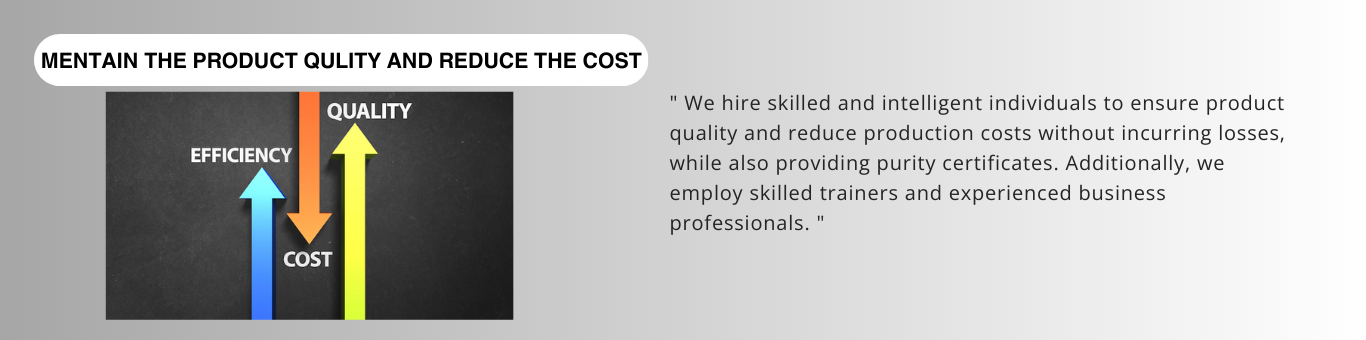 MENTAIN THE PRODUCT QULITY AND REDUCE THE COST
QUALITY
EFFICIENCY
COST
" We hire skilled and intelligent individuals to ensure product
quality and reduce production costs without incurring losses,
while also providing purity certificates. Additionally, we
employ skilled trainers and experienced business
professionals. "